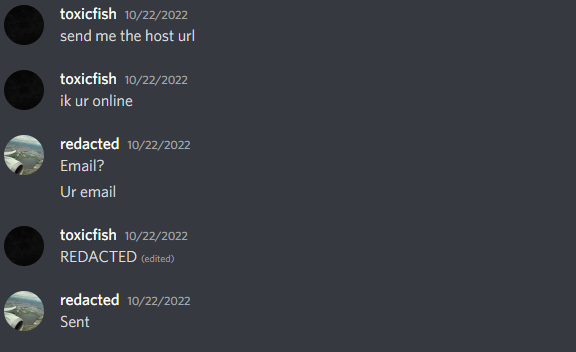 toxicfish 10/22/2022
send me the host url
toxicfish 10/22/2022
ik ur online
redacted 10/22/2022
Email?
Ur email
toxicfish 10/22/2022
REDACTED (edited)
redacted 10/22/2022
Sent